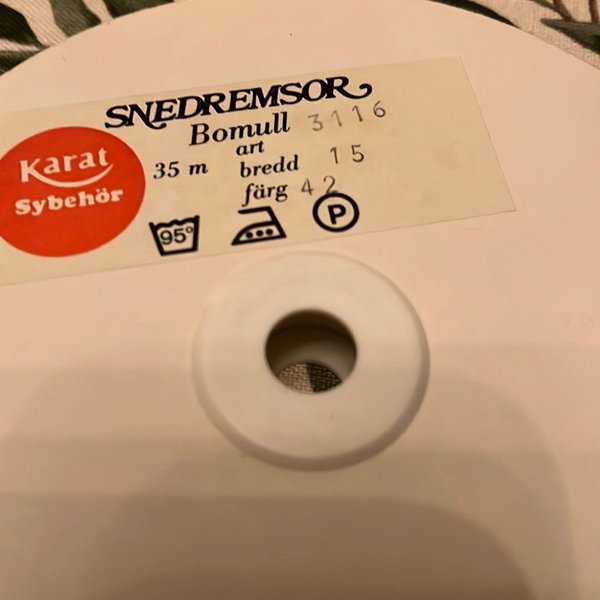 SNEDREMSOR
Bomull 3116
art
35 m bredd 15
färg 42
Karat
Sybehör
95° P